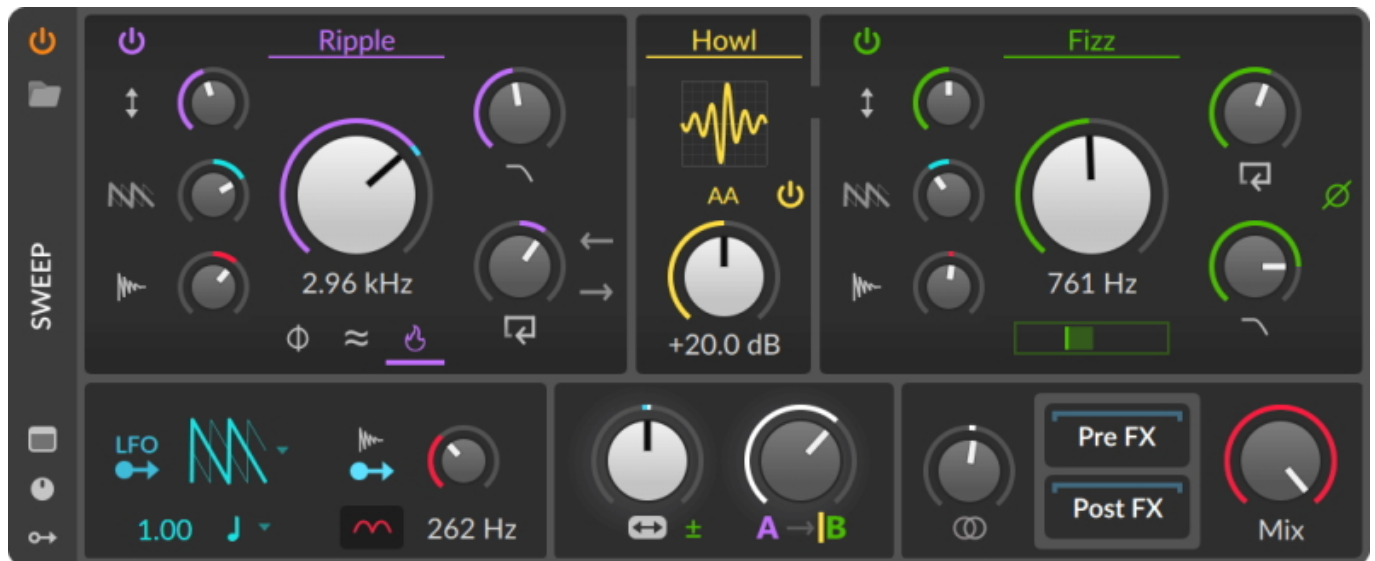 SWEEP
Ripple
2.96 kHz
Howl
AA
+20.0 dB
Fizz
761 Hz
LFO
1.00
262 Hz
±
A → B
Pre FX
Post FX
Mix